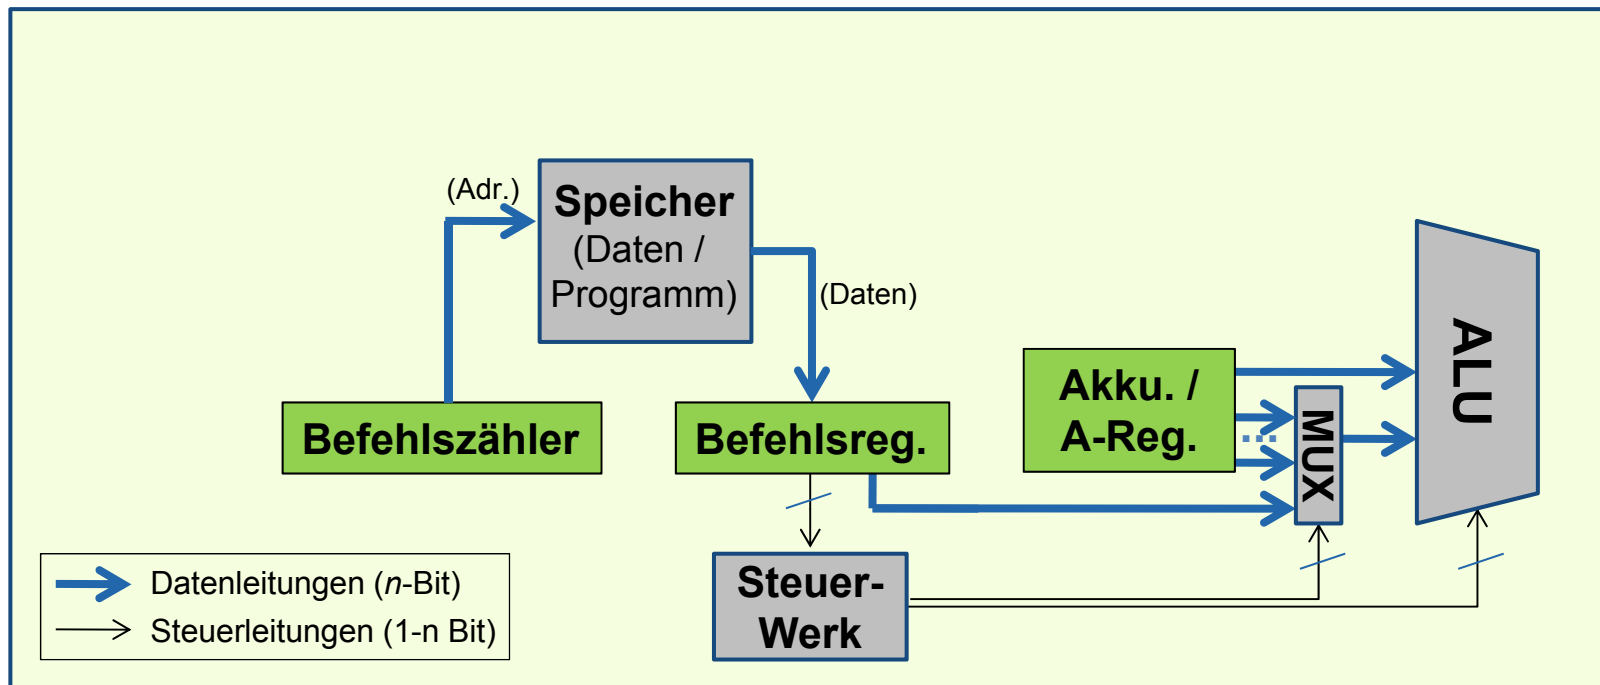 (Adr.)
Speicher
(Daten /
Programm)
(Daten)
ALU
Akku. /
A-Reg.
MUX
Befehlszähler
Befehlsreg.
Steuer-
Werk
Datenleitungen (n-Bit)
Steuerleitungen (1-n Bit)